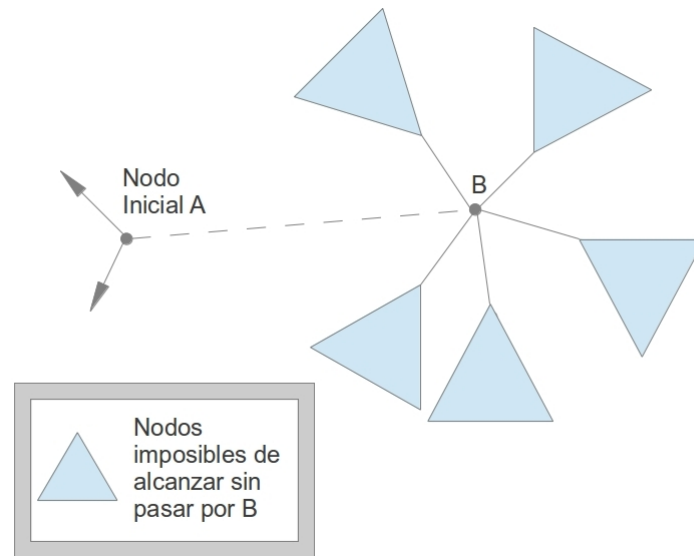 Nodo
Inicial A
B
Nodos
imposibles de
alcanzar sin
pasar por B